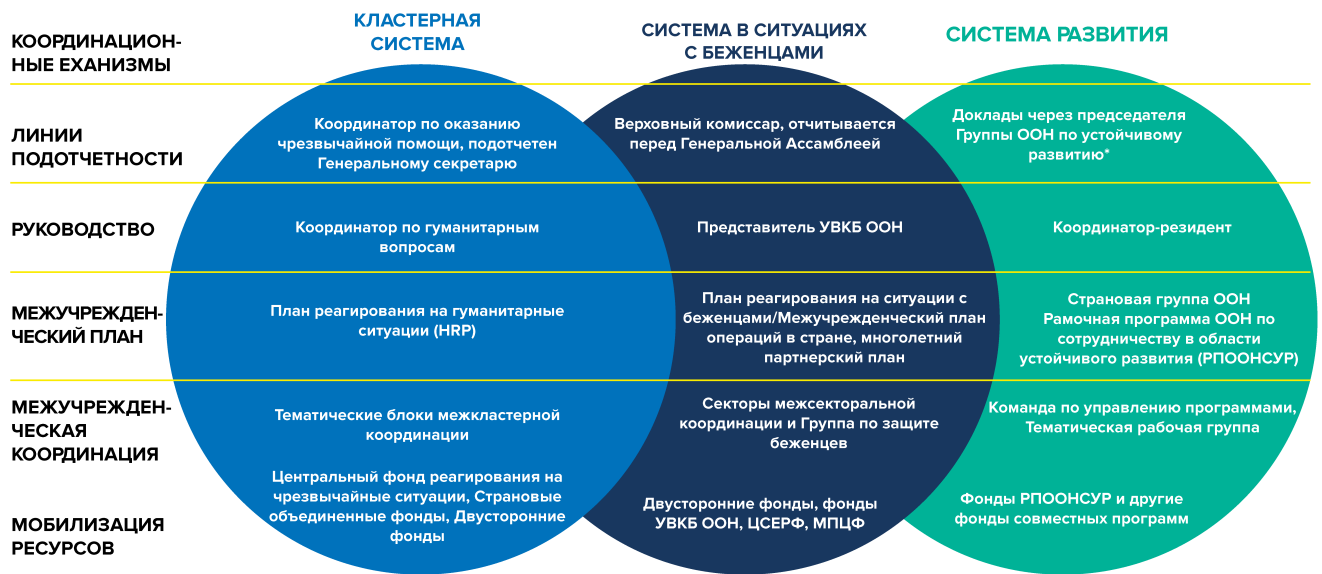 КООРДИНАЦИОН-
НЫЕ ЕХАНИЗМЫ
КЛАСТЕРНАЯ
СИСТЕМА
СИСТЕМА В СИТУАЦИЯХ
С БЕЖЕНЦАМИ
СИСТЕМА РАЗВИТИЯ
ЛИНИИ
ПОДОТЧЕТНОСТИ
Координатор по оказанию
чрезвычайной помощи, подотчетен
Генеральному секретарю
Верховный комиссар, отчитывается
перед Генеральной Ассамблеей
Доклады через председателя
Группы ООН по устойчивому
развитию*
РУКОВОДСТВО
Координатор по гуманитарным
вопросам
Представитель УВКБ ООН
Координатор-резидент
МЕЖУЧРЕЖДЕН-
ЧЕСКИЙ ПЛАН
План реагирования на гуманитарные
ситуации (HRP)
План реагирования на ситуации с
беженцами/Межучрежденческий план
операций в стране, многолетний
партнерский план
Страновая группа ООН
Рамочная программа ООН по
сотрудничеству в области
устойчивого развития (РПООНСУР)
МЕЖУЧРЕЖДЕН-
ЧЕСКАЯ
КООРДИНАЦИЯ
Тематические блоки межкластерной
координации
Секторы межсекторальной
координации и Группа по защите
беженцев
Команда по управлению программами,
Тематическая рабочая группа
МОБИЛИЗАЦИЯ
РЕСУРСОВ
Центральный фонд реагирования на
чрезвычайные ситуации, Страновые
объединенные фонды, Двусторонние
фонды
Двусторонние фонды, фонды
УВКБ ООН, ЦСЕРФ, МПЦФ
Фонды РПООНСУР и другие
фонды совместных программ